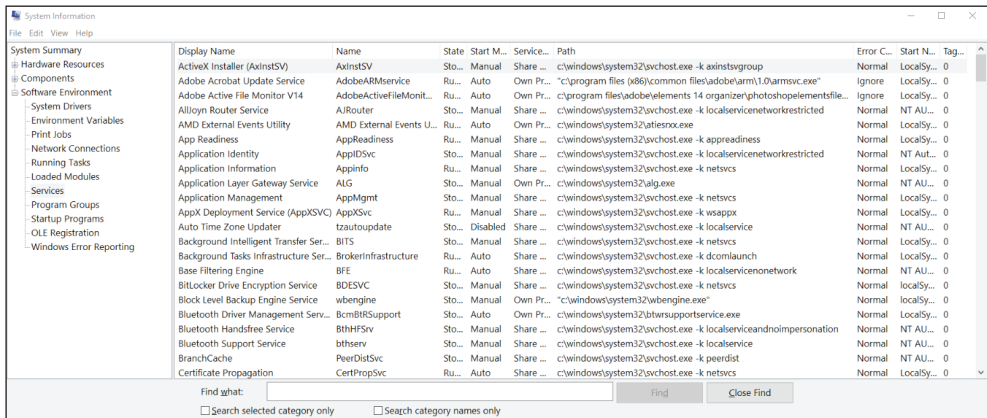 System Information
File Edit View Help
System Summary
Hardware Resources
Components
Software Environment
System Drivers
Environment Variables
Print Jobs
Network Connections
Running Tasks
Loaded Modules
Services
Program Groups
Startup Programs
OLE Registration
Windows Error Reporting
Display Name Name State Start M... Service... Path Error C... Start N... Tag...
ActiveX Installer (AxInstSV) AxInstSV Sto... Manual Share ... c:\windows\system32\svchost.exe -k axinstsvgroup Normal LocalSy... 0
Adobe Acrobat Update Service AdobeARMservice Ru... Auto Own Pr... "c:\program files (x86)\common files\adobe\arm\1.0\armsvc.exe" Ignore LocalSy... 0
Adobe Active File Monitor V14 AdobeActiveFileMonit... Ru... Auto Own Pr... c:\program files\adobe\elements 14 organizer\photoshopelementsfile... Ignore LocalSy... 0
AllJoyn Router Service AJRouter Sto... Manual Share ... c:\windows\system32\svchost.exe -k localservicenetworkrestricted Normal NT AU... 0
AMD External Events Utility AMD External Events U... Ru... Auto Own Pr... c:\windows\system32\atiesrxx.exe Normal LocalSy... 0
App Readiness AppReadiness Sto... Manual Share ... c:\windows\system32\svchost.exe -k appreadiness Normal LocalSy... 0
Application Identity AppIDSvc Sto... Manual Share ... c:\windows\system32\svchost.exe -k localservicenetworkrestricted Normal NT Aut... 0
Application Information Appinfo Ru... Manual Share ... c:\windows\system32\svchost.exe -k netsvcs Normal LocalSy... 0
Application Layer Gateway Service ALG Sto... Manual Own Pr... c:\windows\system32\alg.exe Normal NT AU... 0
Application Management AppMgmt Sto... Manual Share ... c:\windows\system32\svchost.exe -k netsvcs Normal LocalSy... 0
AppX Deployment Service (AppXSVC) AppXSvc Ru... Manual Share ... c:\windows\system32\svchost.exe -k wsappx Normal LocalSy... 0
Auto Time Zone Updater tzautoupdate Sto... Disabled Share ... c:\windows\system32\svchost.exe -k localservice Normal NT AU... 0
Background Intelligent Transfer Ser... BITS Sto... Manual Share ... c:\windows\system32\svchost.exe -k netsvcs Normal LocalSy... 0
Background Tasks Infrastructure Ser... BrokerInfrastructure Ru... Auto Share ... c:\windows\system32\svchost.exe -k dcomlaunch Normal LocalSy... 0
Base Filtering Engine BFE Ru... Auto Share ... c:\windows\system32\svchost.exe -k localservicenonetwork Normal NT AU... 0
BitLocker Drive Encryption Service BDESVC Sto... Manual Share ... c:\windows\system32\svchost.exe -k netsvcs Normal localSy... 0
Block Level Backup Engine Service wbengine Sto... Manual Own Pr... "c:\windows\system32\wbengine.exe" Normal localSy... 0
Bluetooth Driver Management Serv... BcmBtRSupport Sto... Auto Own Pr... c:\windows\system32\btwrsupportservice.exe Normal LocalSy... 0
Bluetooth Handsfree Service BthHFSrv Sto... Manual Share ... c:\windows\system32\svchost.exe -k localserviceandnoimpersonation Normal NT AU... 0
Bluetooth Support Service bthserv Sto... Manual Share ... c:\windows\system32\svchost.exe -k localservice Normal NT AU... 0
BranchCache PeerDistSvc Sto... Manual Share ... c:\windows\system32\svchost.exe -k peerdist Normal NT AU... 0
Certificate Propagation CertPropSvc Ru... Manual Share ... c:\windows\system32\svchost.exe -k netsvcs Normal LocalSy... 0
Find what: Find Close Find
Search selected category only Search category names only